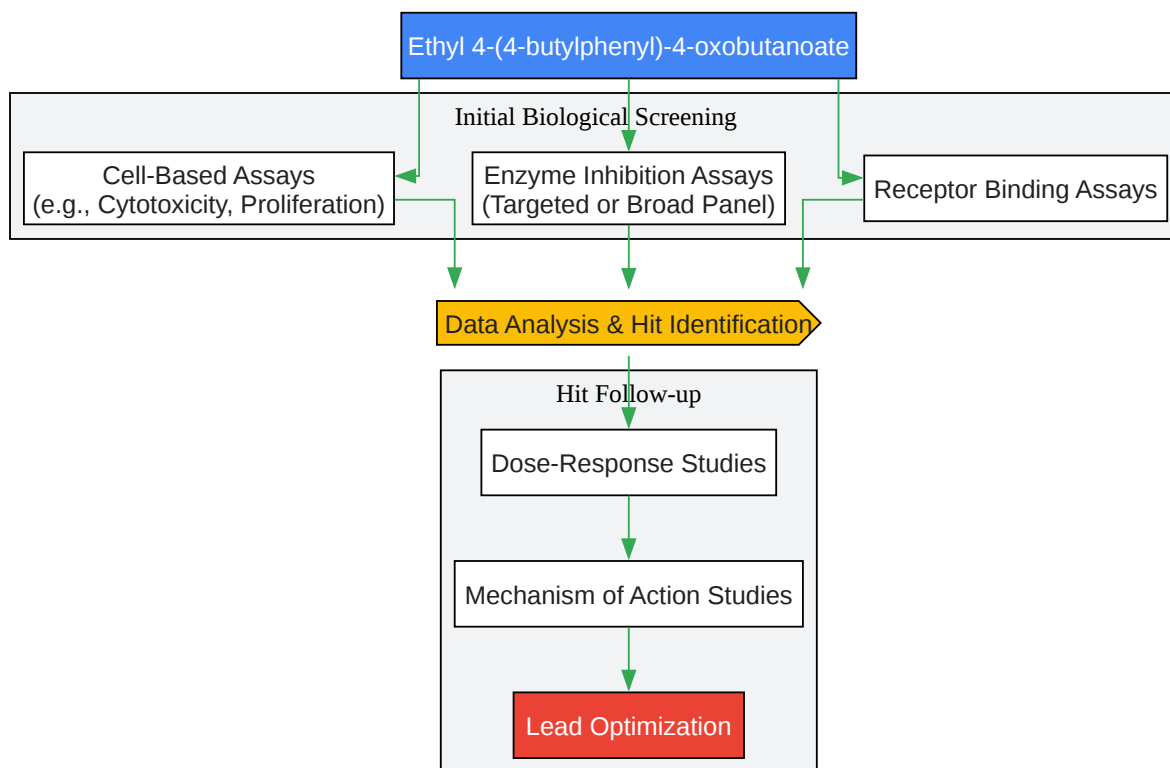 Ethyl 4-(4-butylphenyl)-4-oxobutanoate
Initial Biological Screening
Cell-Based Assays
(e.g., Cytotoxicity, Proliferation)
Enzyme Inhibition Assays
(Targeted or Broad Panel)
Receptor Binding Assays
Data Analysis & Hit Identification
Hit Follow-up
Dose-Response Studies
Mechanism of Action Studies
Lead Optimization